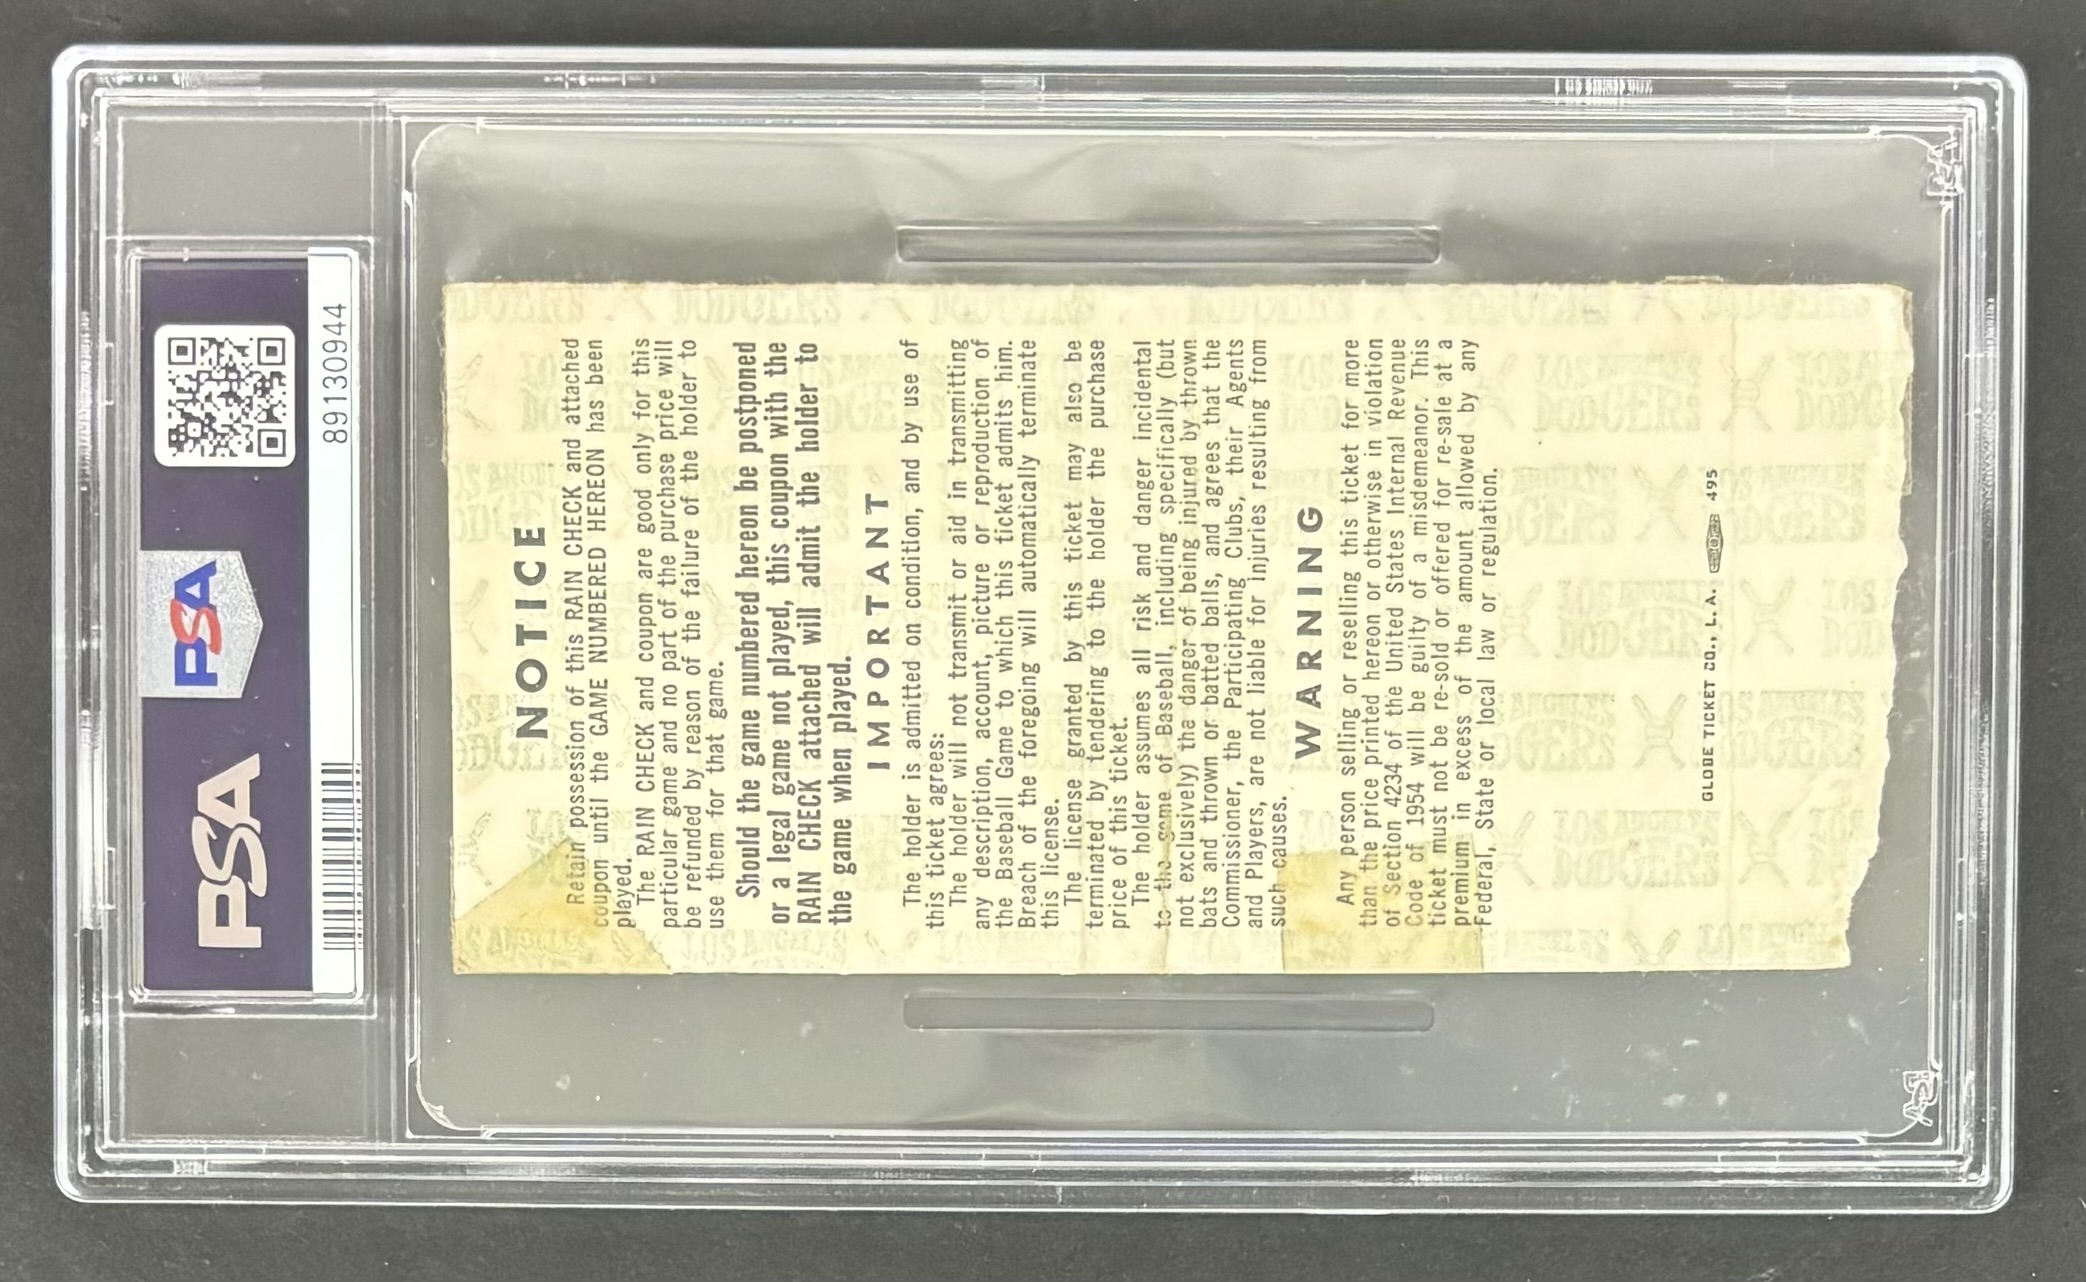 PSA
PSA
89130944
NOTICE
Retain possession of this RAIN CHECK and attached
coupon until the GAME NUMBERED HEREON has been
played.
The RAIN CHECK and coupon are good only for this
particular game and no part of the purchase price will
be refunded by reason of the failure of the holder to
use them for that game.
Should the game numbered hereon be postponed
or a legal game not played, this coupon with the
RAIN CHECK attached will admit the holder to
the game when played.
IMPORTANT
The holder is admitted on condition, and by use of
this ticket agrees:
The holder will not transmit or aid in transmitting
any description, account, picture or reproduction of
the Baseball Game to which this ticket admits him.
Breach of the foregoing will automatically terminate
this license.
The license granted by this ticket may also be
terminated by tendering to the holder the purchase
price of this ticket.
The holder assumes all risk and danger incidental
to the game of Baseball, including specifically (but
not exclusively) the danger of being injured by thrown
bats and thrown or batted balls, and agrees that the
Commissioner, the Participating Clubs, their Agents
and Players, are not liable for injuries resulting from
such causes.
WARNING
Any person selling or reselling this ticket for more
than the price printed hereon or otherwise in violation
of Section 4234 of the United States Internal Revenue
Code of 1954 will be guilty of a misdemeanor. This
ticket must not be re-sold or offered for re-sale at a
premium in excess of the amount allowed by any
Federal, State or local law or regulation.
GLOBE TICKET CO., L. A. 495
LOS ANGELES
DODGERS